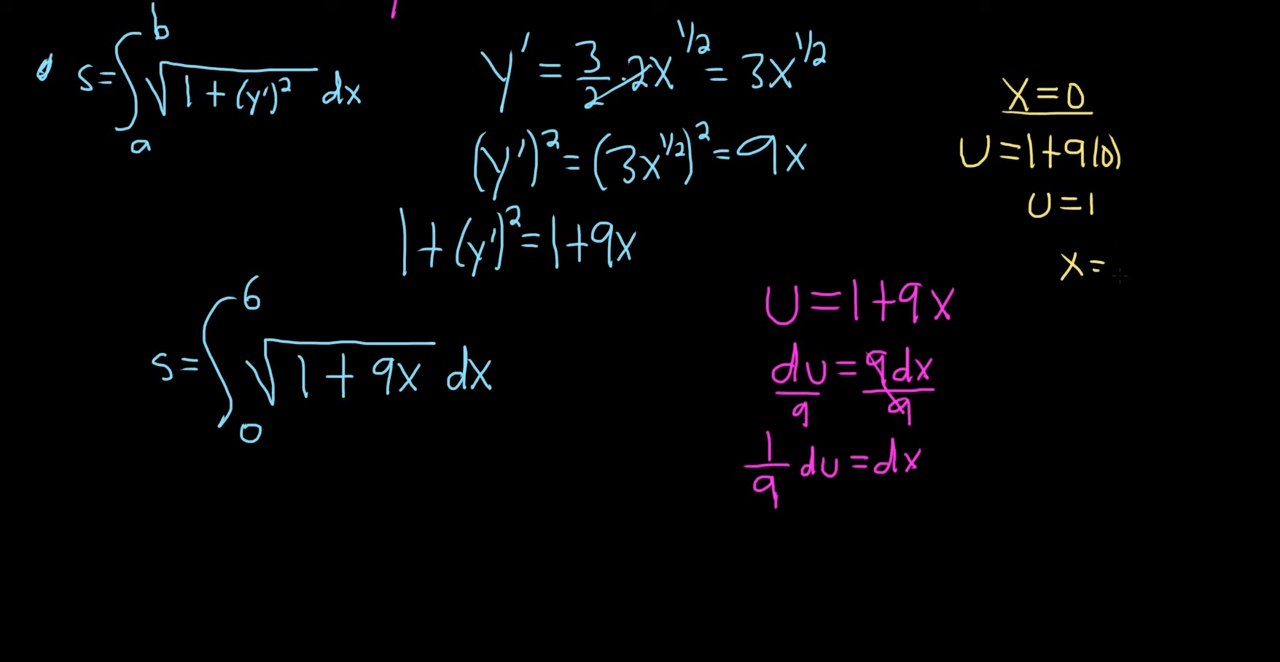 s = ∫_a^b √(1 + (y')²) dx
y' = 3/2 · 2x^(1/2) = 3x^(1/2)
(y')² = (3x^(1/2))² = 9x
1 + (y')² = 1 + 9x
s = ∫_0^6 √(1 + 9x) dx
U = 1 + 9x
du/9 = 9dx/9
1/9 du = dx
x = 0
U = 1 + 9(0)
U = 1
x =